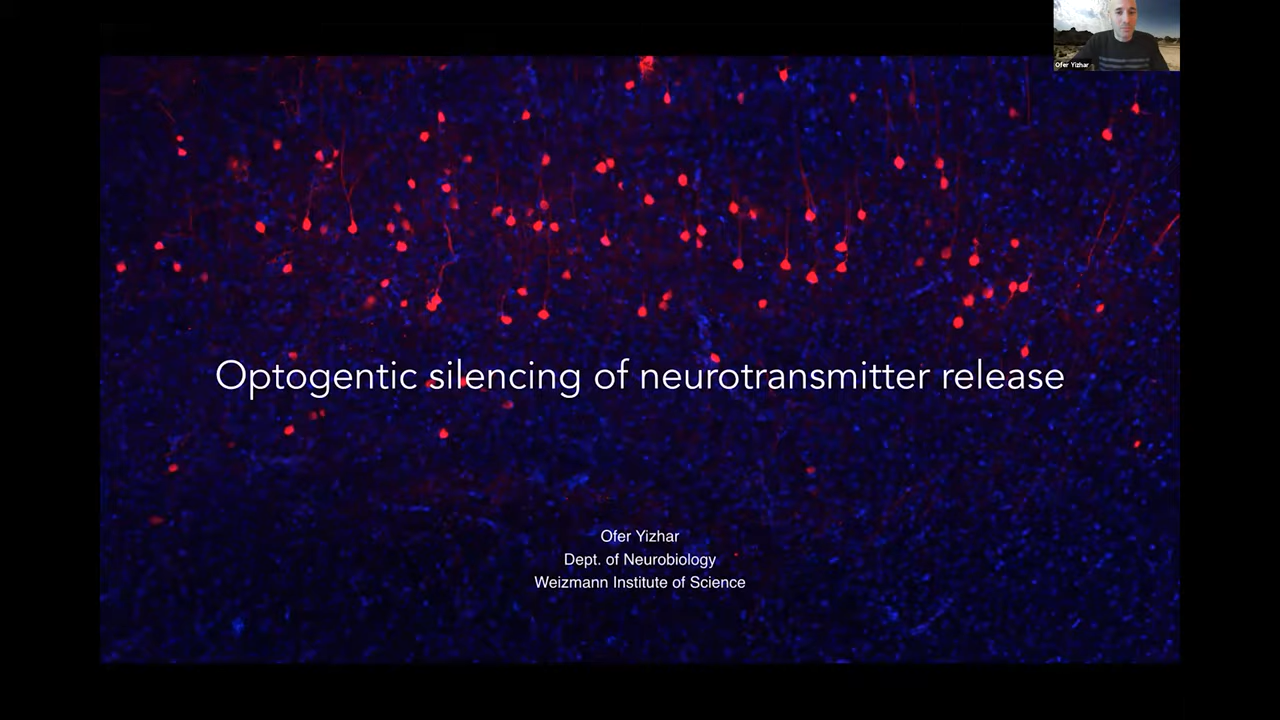 Ofer Yizhar
Optogentic silencing of neurotransmitter release
Ofer Yizhar
Dept. of Neurobiology
Weizmann Institute of Science